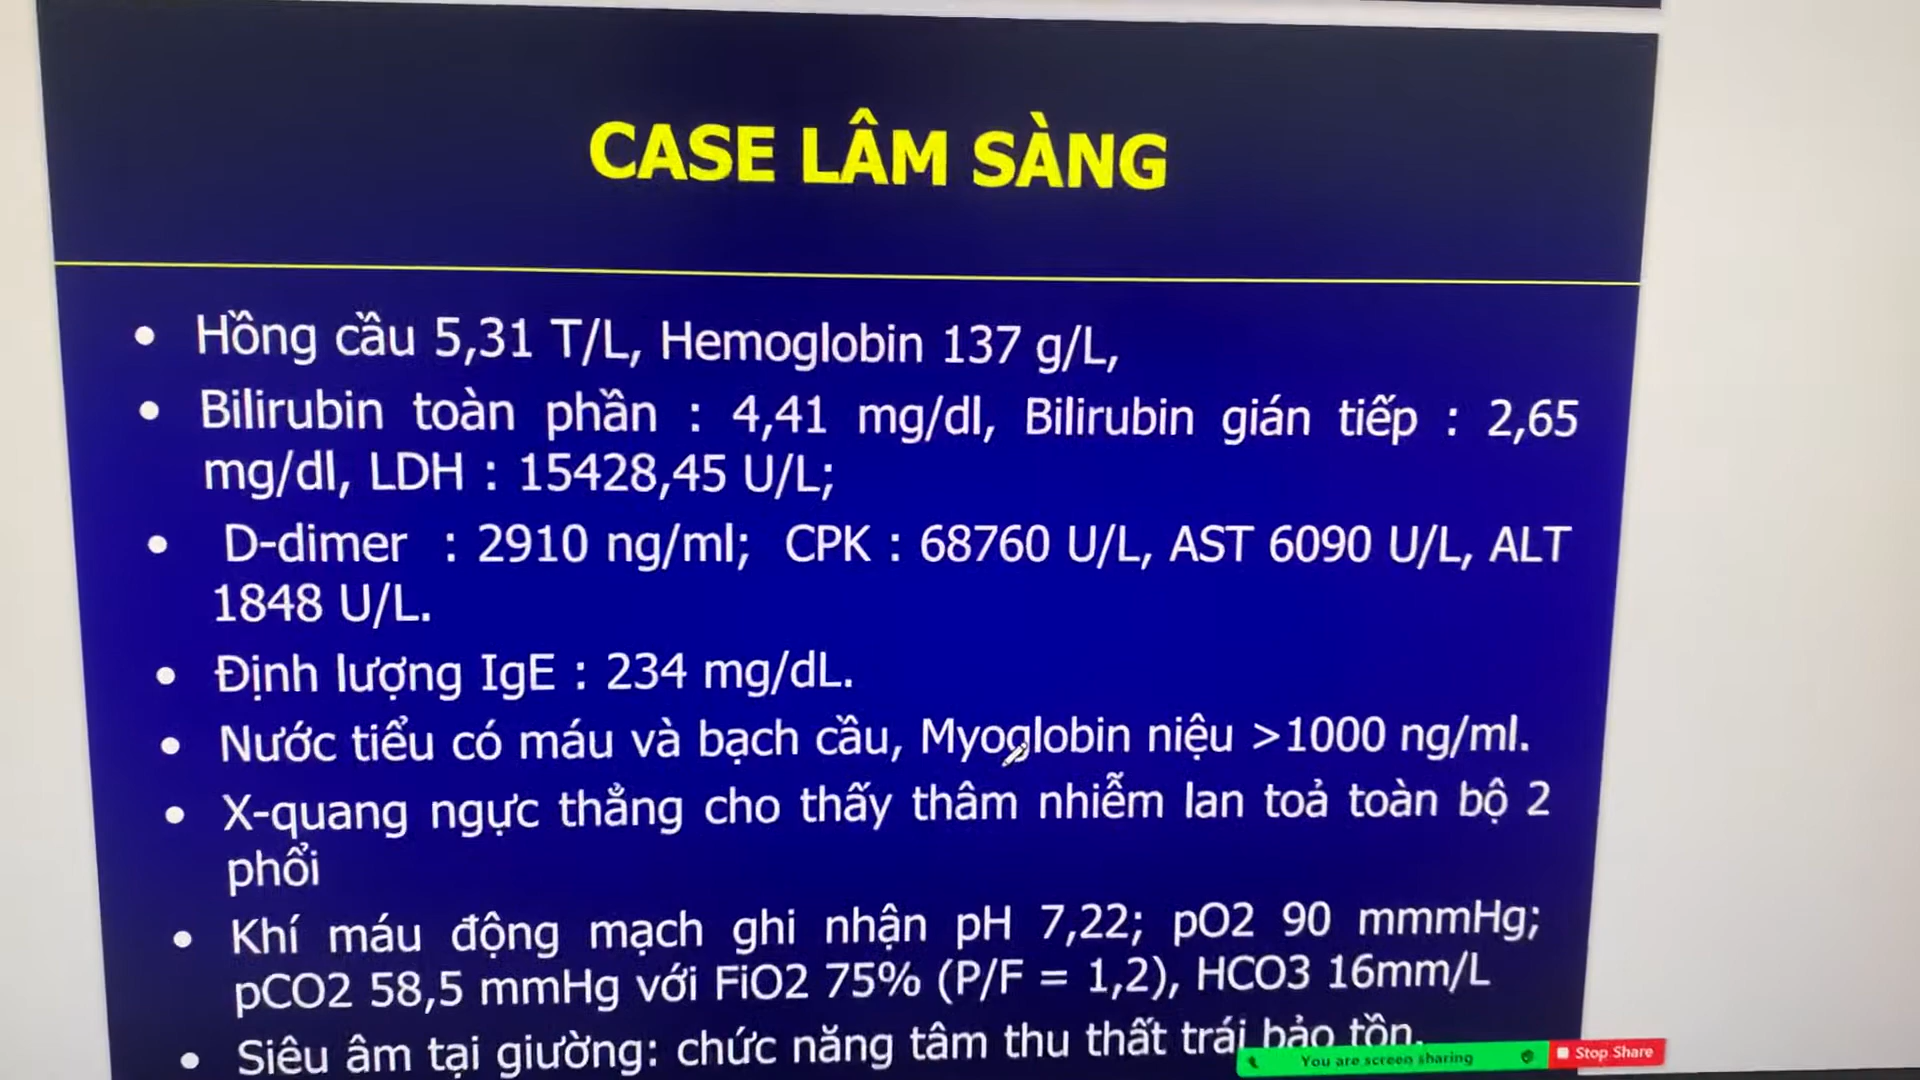 CASE LÂM SÀNG
• Hồng cầu 5,31 T/L, Hemoglobin 137 g/L,
• Bilirubin toàn phần : 4,41 mg/dl, Bilirubin gián tiếp : 2,65
mg/dl, LDH : 15428,45 U/L;
• D-dimer : 2910 ng/ml; CPK : 68760 U/L, AST 6090 U/L, ALT
1848 U/L.
• Định lượng IgE : 234 mg/dL.
• Nước tiểu có máu và bạch cầu, Myoglobin niệu >1000 ng/ml.
• X-quang ngực thẳng cho thấy thâm nhiễm lan toả toàn bộ 2
phổi
• Khí máu động mạch ghi nhận pH 7,22; pO2 90 mmmHg;
pCO2 58,5 mmHg với FiO2 75% (P/F = 1,2), HCO3 16mm/L
• Siêu âm tại giường: chức năng tâm thu thất trái bảo tồn.
You are screen sharing
Stop Share